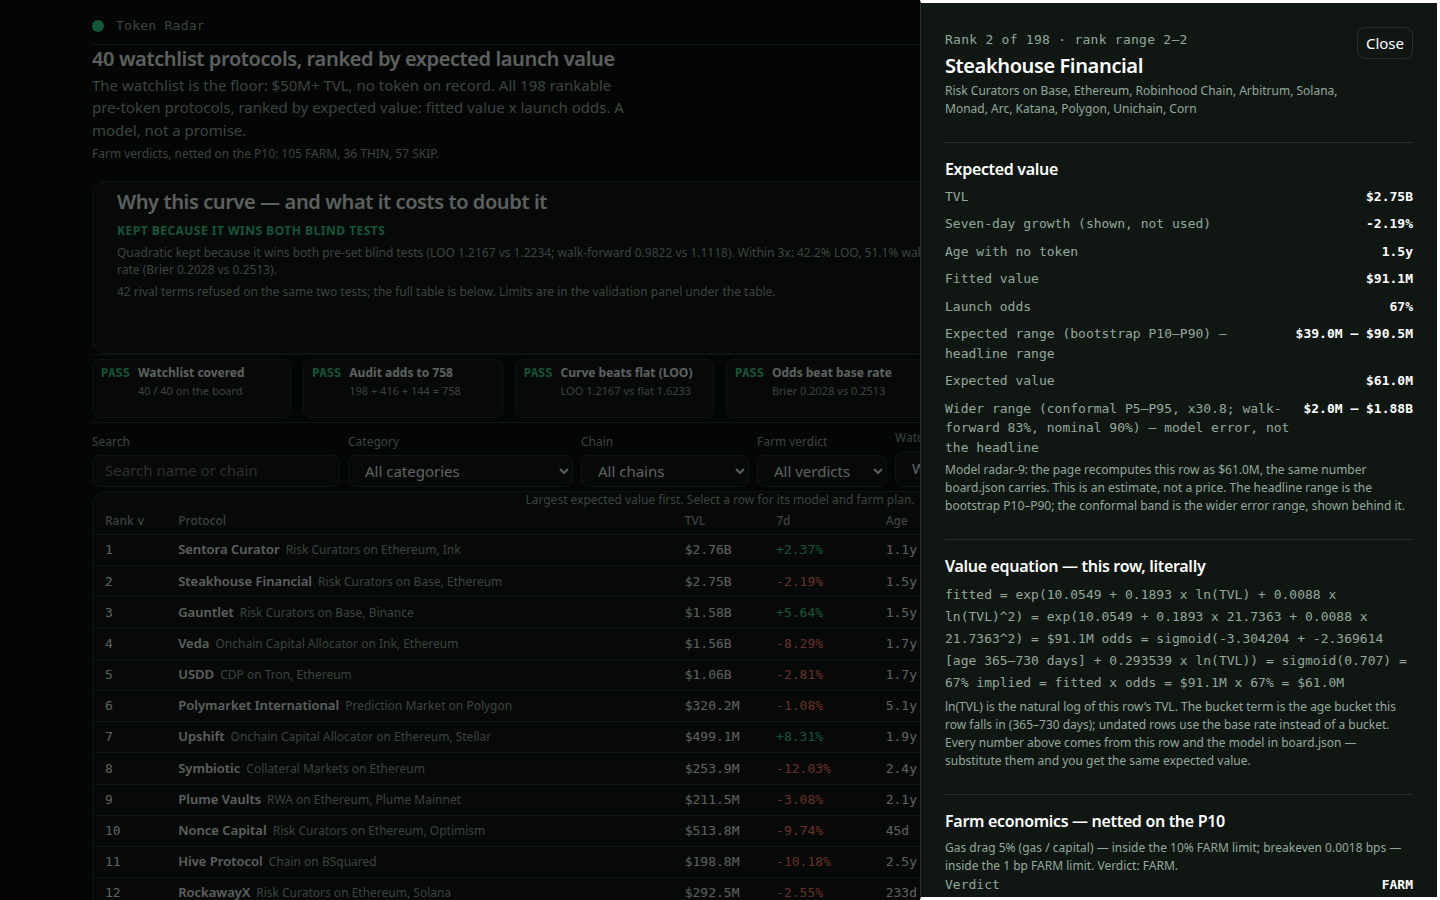 Token Radar
40 watchlist protocols, ranked by expected launch value
The watchlist is the floor: $50M+ TVL, no token on record. All 198 rankable
pre-token protocols, ranked by expected value: fitted value x launch odds. A
model, not a promise.
Farm verdicts, netted on the P10: 105 FARM, 36 THIN, 57 SKIP.
Why this curve — and what it costs to doubt it
KEPT BECAUSE IT WINS BOTH BLIND TESTS
Quadratic kept because it wins both pre-set blind tests (LOO 1.2167 vs 1.2234; walk-forward 0.9822 vs 1.1118). Within 3x: 42.2% LOO, 51.1% wal
rate (Brier 0.2028 vs 0.2513).
42 rival terms refused on the same two tests; the full table is below. Limits are in the validation panel under the table.
PASS Watchlist covered
40 / 40 on the board
PASS Audit adds to 758
198 + 416 + 144 = 758
PASS Curve beats flat (LOO)
LOO 1.2167 vs flat 1.6233
PASS Odds beat base rate
Brier 0.2028 vs 0.2513
Search
Category
Chain
Farm verdict
Watc
Search name or chain
All categories
All chains
All verdicts
W
Largest expected value first. Select a row for its model and farm plan.
Rank v Protocol TVL 7d Age
1 Sentora Curator Risk Curators on Ethereum, Ink $2.76B +2.37% 1.1y
2 Steakhouse Financial Risk Curators on Base, Ethereum $2.75B -2.19% 1.5y
3 Gauntlet Risk Curators on Base, Binance $1.58B +5.64% 1.5y
4 Veda Onchain Capital Allocator on Ink, Ethereum $1.56B -8.29% 1.7y
5 USDD CDP on Tron, Ethereum $1.06B -2.81% 1.7y
6 Polymarket International Prediction Market on Polygon $320.2M -1.08% 5.1y
7 Upshift Onchain Capital Allocator on Ethereum, Stellar $499.1M +8.31% 1.9y
8 Symbiotic Collateral Markets on Ethereum $253.9M -12.03% 2.4y
9 Plume Vaults RWA on Ethereum, Plume Mainnet $211.5M -3.08% 2.1y
10 Nonce Capital Risk Curators on Ethereum, Optimism $513.8M -9.74% 45d
11 Hive Protocol Chain on BSquared $198.8M -10.18% 2.5y
12 RockawayX Risk Curators on Ethereum, Solana $292.5M -2.55% 233d
Rank 2 of 198 · rank range 2–2
Close
Steakhouse Financial
Risk Curators on Base, Ethereum, Robinhood Chain, Arbitrum, Solana,
Monad, Arc, Katana, Polygon, Unichain, Corn
Expected value
TVL $2.75B
Seven-day growth (shown, not used) -2.19%
Age with no token 1.5y
Fitted value $91.1M
Launch odds 67%
Expected range (bootstrap P10–P90) — $39.0M – $90.5M
headline range
Expected value $61.0M
Wider range (conformal P5–P95, x30.8; walk- $2.0M – $1.88B
forward 83%, nominal 90%) — model error, not
the headline
Model radar-9: the page recomputes this row as $61.0M, the same number
board.json carries. This is an estimate, not a price. The headline range is the
bootstrap P10–P90; the conformal band is the wider error range, shown behind it.
Value equation — this row, literally
fitted = exp(10.0549 + 0.1893 x ln(TVL) + 0.0088 x
ln(TVL)^2) = exp(10.0549 + 0.1893 x 21.7363 + 0.0088 x
21.7363^2) = $91.1M odds = sigmoid(-3.304204 + -2.369614
[age 365–730 days] + 0.293539 x ln(TVL)) = sigmoid(0.707) =
67% implied = fitted x odds = $91.1M x 67% = $61.0M
ln(TVL) is the natural log of this row's TVL. The bucket term is the age bucket this
row falls in (365–730 days); undated rows use the base rate instead of a bucket.
Every number above comes from this row and the model in board.json —
substitute them and you get the same expected value.
Farm economics — netted on the P10
Gas drag 5% (gas / capital) — inside the 10% FARM limit; breakeven 0.0018 bps —
inside the 1 bp FARM limit. Verdict: FARM.
Verdict FARM